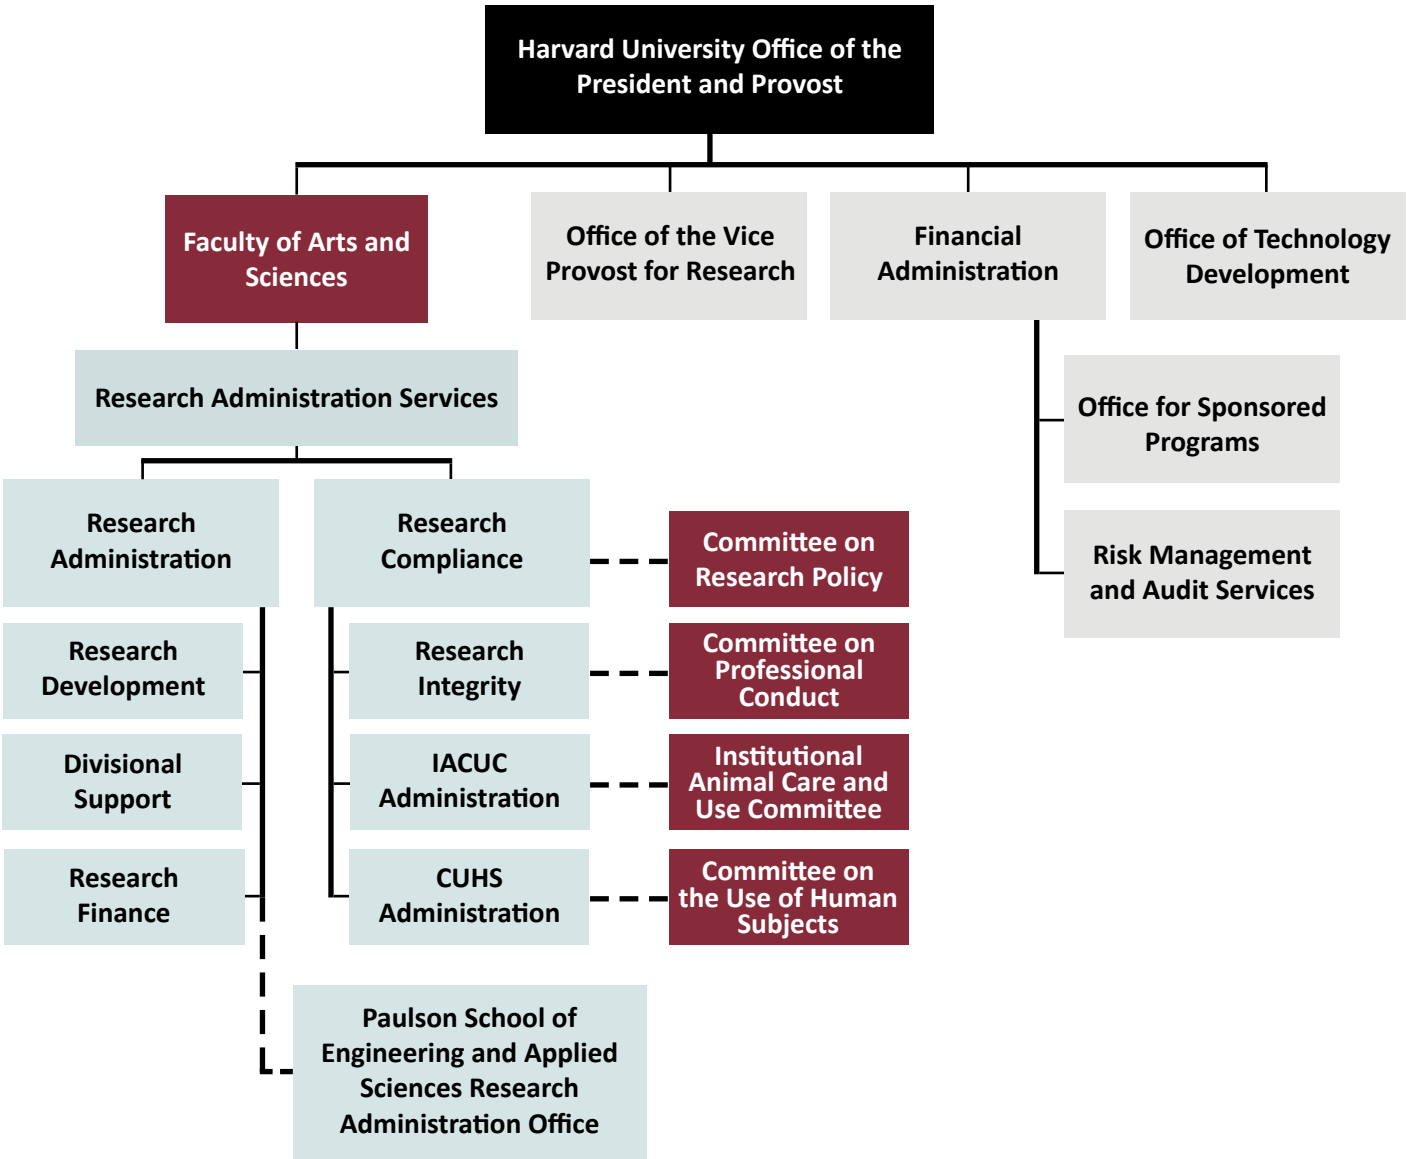 Harvard University Office of the
President and Provost
Faculty of Arts and
Sciences
Office of the Vice
Provost for Research
Financial
Administration
Office of Technology
Development
Research Administration Services
Office for Sponsored
Programs
Risk Management
and Audit Services
Research
Administration
Research
Compliance
Committee on
Research Policy
Research
Development
Research
Integrity
Committee on
Professional
Conduct
Divisional
Support
IACUC
Administration
Institutional
Animal Care and
Use Committee
Research
Finance
CUHS
Administration
Committee on
the Use of Human
Subjects
Paulson School of
Engineering and Applied
Sciences Research
Administration Office